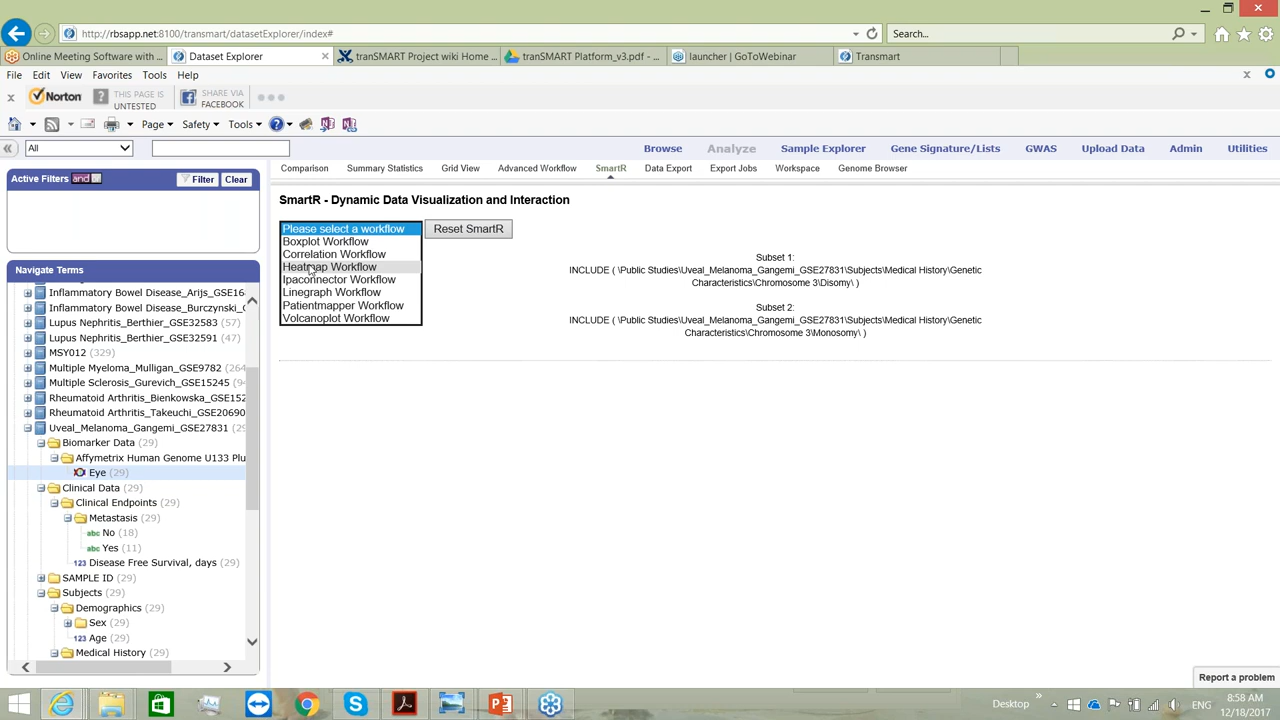 http://rbsapp.net:8100/transmart/datasetExplorer/index#
Search...
Online Meeting Software with ...
Dataset Explorer
tranSMART Project wiki Home ...
tranSMART Platform_v3.pdf - ...
launcher | GoToWebinar
Transmart
File Edit View Favorites Tools Help
Norton
THIS PAGE IS
UNTESTED
SHARE VIA
FACEBOOK
Page Safety Tools
All
Browse Analyze Sample Explorer Gene Signature/Lists GWAS Upload Data Admin Utilities
Active Filters and
Filter Clear
Comparison Summary Statistics Grid View Advanced Workflow SmartR Data Export Export Jobs Workspace Genome Browser
SmartR - Dynamic Data Visualization and Interaction
Please select a workflow
Boxplot Workflow
Correlation Workflow
Heatmap Workflow
Ipaconnector Workflow
Linegraph Workflow
Patientmapper Workflow
Volcanoplot Workflow
Reset SmartR
Subset 1:
INCLUDE ( \Public Studies\Uveal_Melanoma_Gangemi_GSE27831\Subjects\Medical History\Genetic
Characteristics\Chromosome 3\Disomy\ )
Subset 2:
INCLUDE ( \Public Studies\Uveal_Melanoma_Gangemi_GSE27831\Subjects\Medical History\Genetic
Characteristics\Chromosome 3\Monosomy\ )
Navigate Terms
Inflammatory Bowel Disease_Arijs_GSE16
Inflammatory Bowel Disease_Burczynski_
Lupus Nephritis_Berthier_GSE32583 (57)
Lupus Nephritis_Berthier_GSE32591 (47)
MSY012 (329)
Multiple Myeloma_Mulligan_GSE9782 (264
Multiple Sclerosis_Gurevich_GSE15245 (9
Rheumatoid Arthritis_Bienkowska_GSE152
Rheumatoid Arthritis_Takeuchi_GSE20690
Uveal_Melanoma_Gangemi_GSE27831 (29
Biomarker Data (29)
Affymetrix Human Genome U133 Plu
Eye (29)
Clinical Data (29)
Clinical Endpoints (29)
Metastasis (29)
abc No (18)
abc Yes (11)
123 Disease Free Survival, days (29)
SAMPLE ID (29)
Subjects (29)
Demographics (29)
Sex (29)
123 Age (29)
Medical History (29)
Report a problem
Desktop
ENG
8:58 AM
12/18/2017